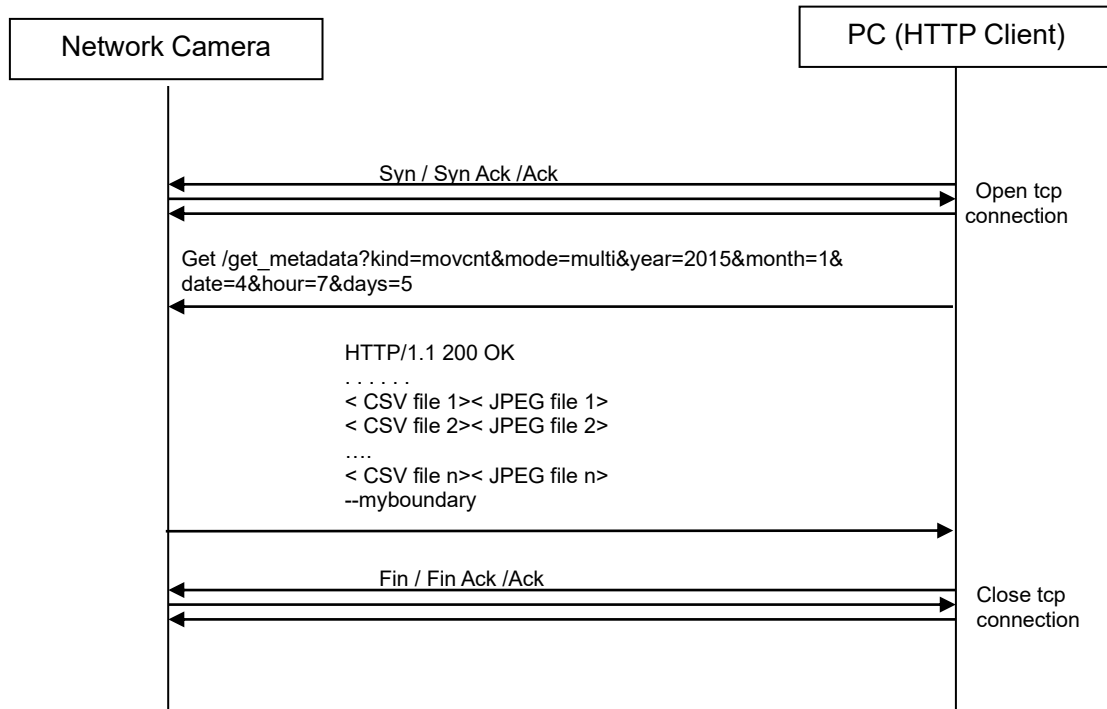 Network Camera
PC (HTTP Client)
Syn / Syn Ack /Ack
Open tcp
connection
Get /get_metadata?kind=movcnt&mode=multi&year=2015&month=1&
date=4&hour=7&days=5
HTTP/1.1 200 OK
. . . . . .
< CSV file 1>< JPEG file 1>
< CSV file 2>< JPEG file 2>
….
< CSV file n>< JPEG file n>
--myboundary
Fin / Fin Ack /Ack
Close tcp
connection